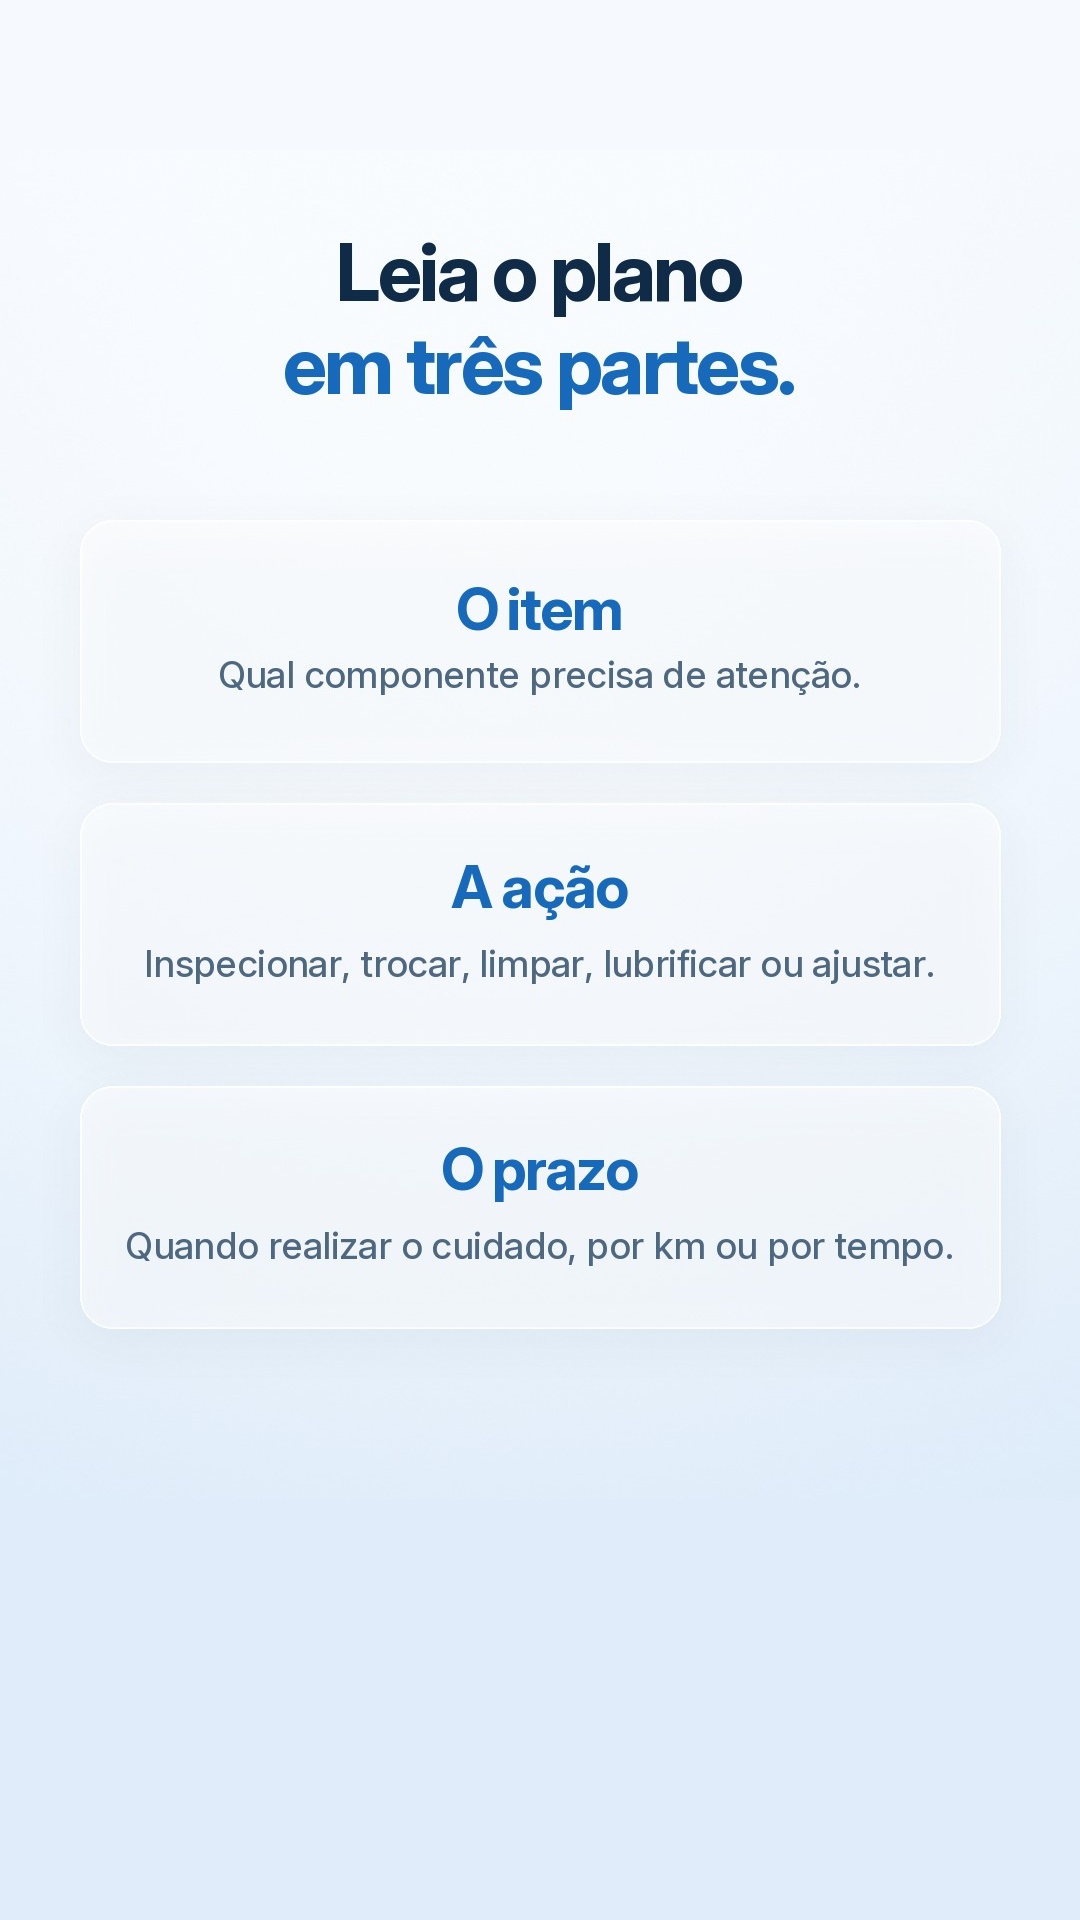 Leia o plano
em três partes.
O item
Qual componente precisa de atenção.
A ação
Inspecionar, trocar, limpar, lubrificar ou ajustar.
O prazo
Quando realizar o cuidado, por km ou por tempo.